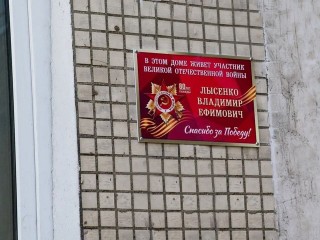 В ЭТОМ ДОМЕ ЖИВЕТ УЧАСТНИК
ВЕЛИКОЙ ОТЕЧЕСТВЕННОЙ ВОЙНЫ
ЛЫСЕНКО
ВЛАДИМИР
ЕФИМОВИЧ
Спасибо за Победу!